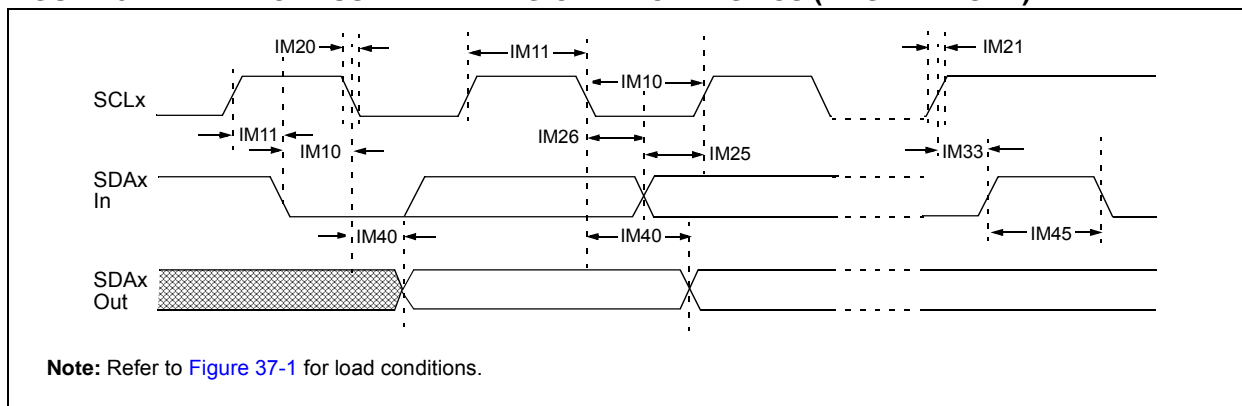 IM20
IM11
IM21
IM10
SCLx
IM11
IM26
IM10
IM25
IM33
SDAx
In
IM40
IM40
IM45
SDAx
Out
Note: Refer to Figure 37-1 for load conditions.